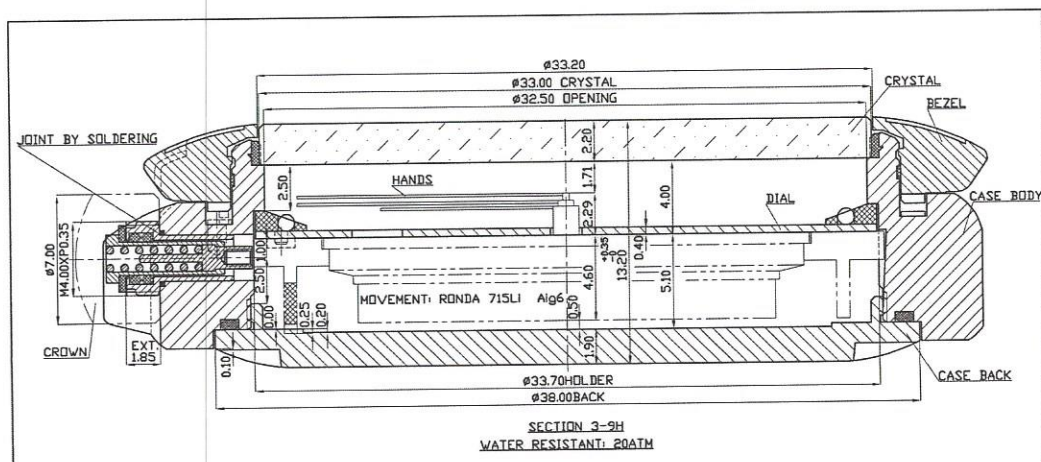 ø33.20
ø33.00 CRYSTAL
ø32.50 OPENING
CRYSTAL
BEZEL
JOINT BY SOLDERING
2.20
1.71
2.50
HANDS
4.00
2.29
DIAL
CASE BODY
ø7.00
M4.00XP0.35
1.00
+0.35
-0
0.40
4.60
13.20
5.10
2.50
MOVEMENT: RONDA 715LI Aig6
0.00
0.25
0.20
0.50
CROWN
EXT.
1.85
0.10
1.90
ø33.70HOLDER
ø38.00BACK
CASE BACK
SECTION 3-9H
WATER RESISTANT: 20ATM